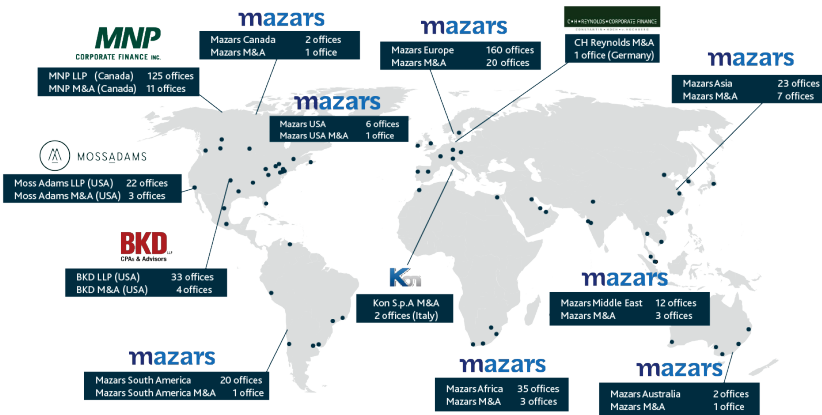 MNP
CORPORATE FINANCE INC.
MNP LLP (Canada) 125 offices
MNP M&A (Canada) 11 offices
mazars
Mazars Canada 2 offices
Mazars M&A 1 office
mazars
Mazars USA 6 offices
Mazars USA M&A 1 office
mazars
Mazars Europe 160 offices
Mazars M&A 20 offices
C·H·REYNOLDS·CORPORATE FINANCE
CH Reynolds M&A
1 office (Germany)
mazars
Mazars Asia 23 offices
Mazars M&A 7 offices
MOSSADAMS
Moss Adams LLP (USA) 22 offices
Moss Adams M&A (USA) 3 offices
BKD LLP
CPAs & Advisors
BKD LLP (USA) 33 offices
BKD M&A (USA) 4 offices
Kon
Kon S.p.A M&A
2 offices (Italy)
mazars
Mazars Middle East 12 offices
Mazars M&A 3 offices
mazars
Mazars South America 20 offices
Mazars South America M&A 1 office
mazars
Mazars Africa 35 offices
Mazars M&A 3 offices
mazars
Mazars Australia 2 offices
Mazars M&A 1 office